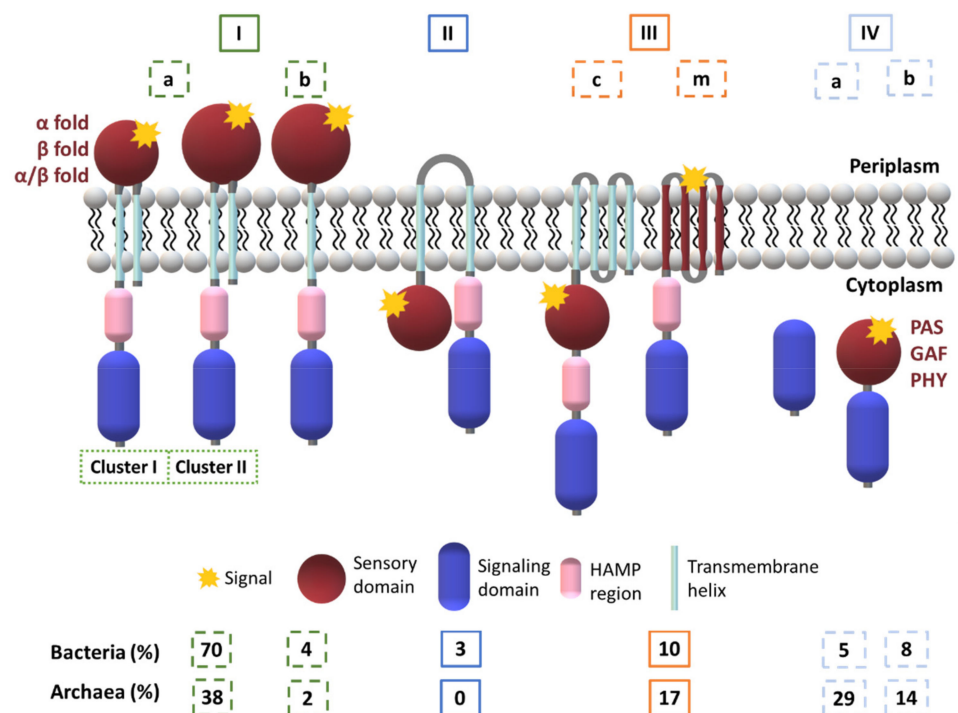 I II III IV
a b c m a b
α fold
β fold
α/β fold
Periplasm
Cytoplasm
PAS
GAF
PHY
Cluster I Cluster II
Signal
Sensory
domain
Signaling
domain
HAMP
region
Transmembrane
helix
Bacteria (%) 70 4 3 10 5 8
Archaea (%) 38 2 0 17 29 14